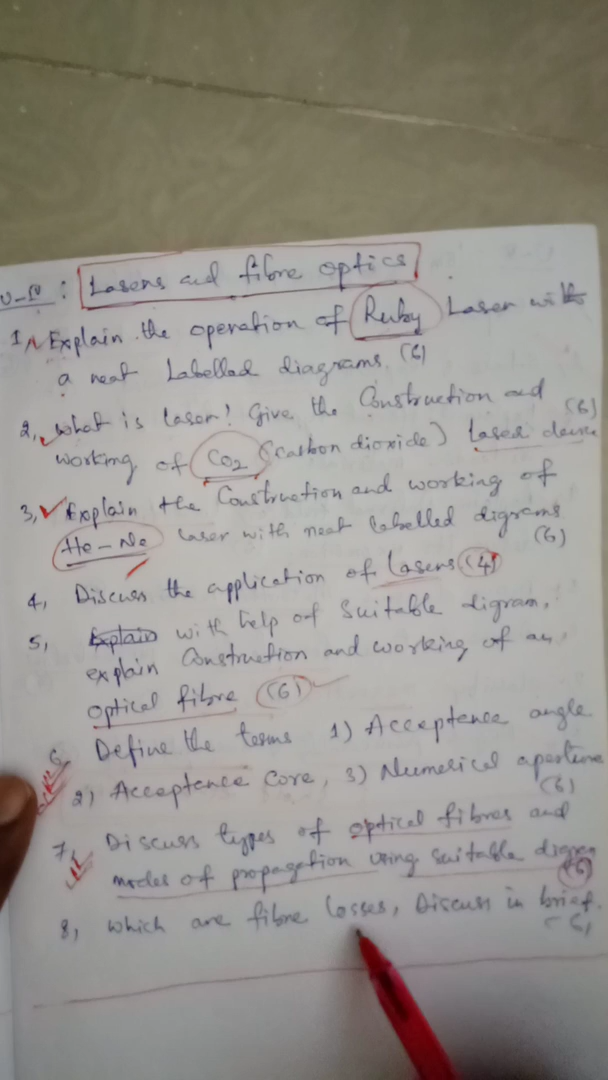 U-IV : Lasers and fibre optics
1, Explain the operation of Ruby Laser with
a neat Labelled diagrams. (6)
2, What is laser? Give the Construction and
working of CO2 (carbon dioxide) Laser device (6)
3, Explain the Construction and working of
He-Ne laser with neat labelled digrams
(6)
4, Discuss the application of Lasers (4)
5, Explain with help of Suitable digram,
explain Construction and working of an
optical fibre (6)
6, Define the terms 1) Acceptance angle
2) Acceptance Core, 3) Numerical aperture
(6)
7, Discuss types of optical fibres and
modes of propagation using suitable digram
(6)
8, which are fibre losses, Discuss in brief.
(6)